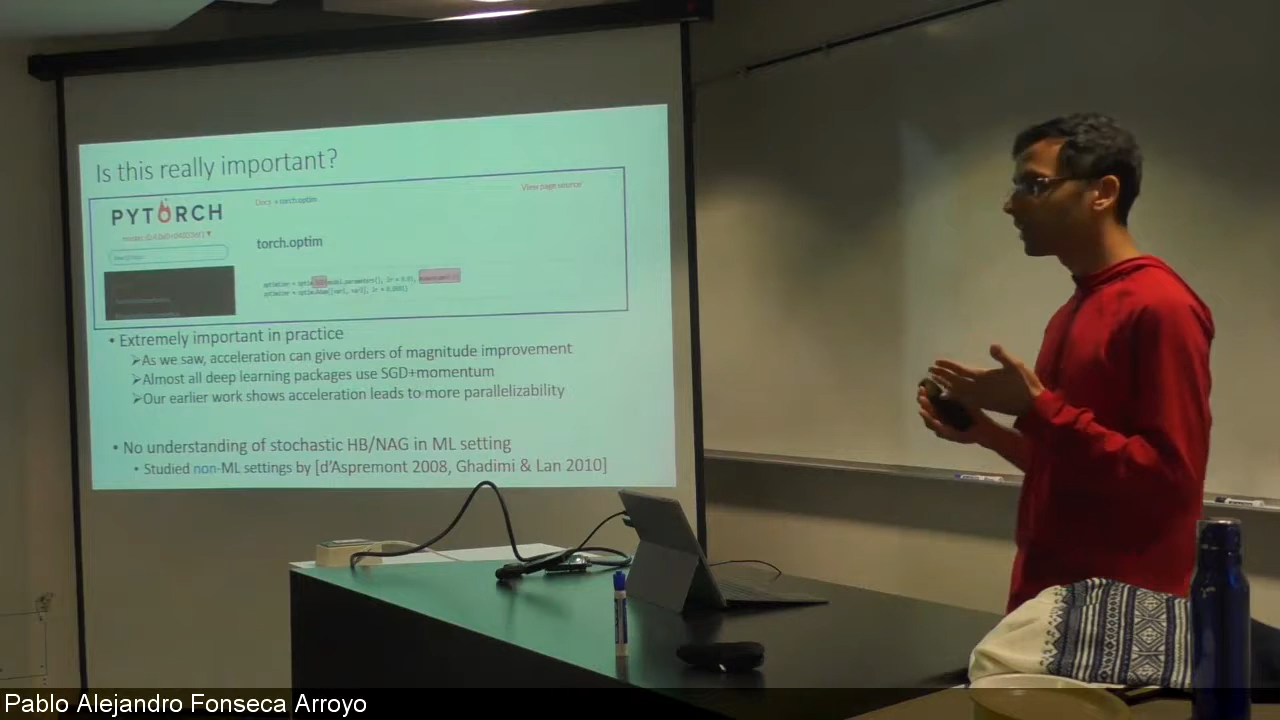 Is this really important?
View page source
PYTORCH
Docs » torch.optim
torch.optim
• Extremely important in practice
➢As we saw, acceleration can give orders of magnitude improvement
➢Almost all deep learning packages use SGD+momentum
➢Our earlier work shows acceleration leads to more parallelizability
• No understanding of stochastic HB/NAG in ML setting
• Studied non-ML settings by [d'Aspremont 2008, Ghadimi & Lan 2010]
Pablo Alejandro Fonseca Arroyo